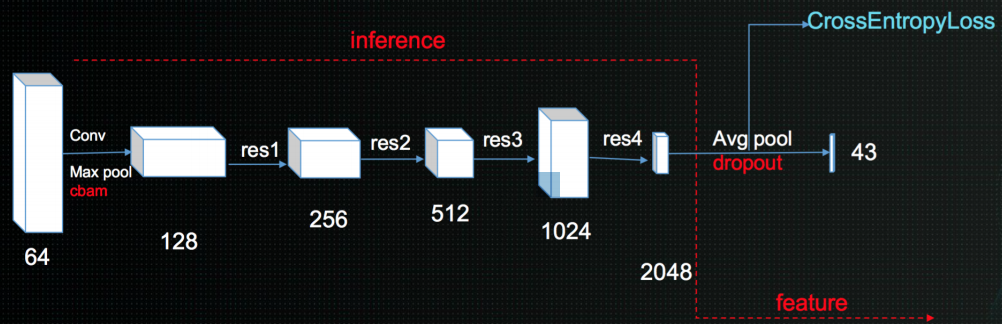 CrossEntropyLoss
inference
Conv
Max pool
cbam
res1
res2
res3
res4
Avg pool
dropout
43
64
128
256
512
1024
2048
feature